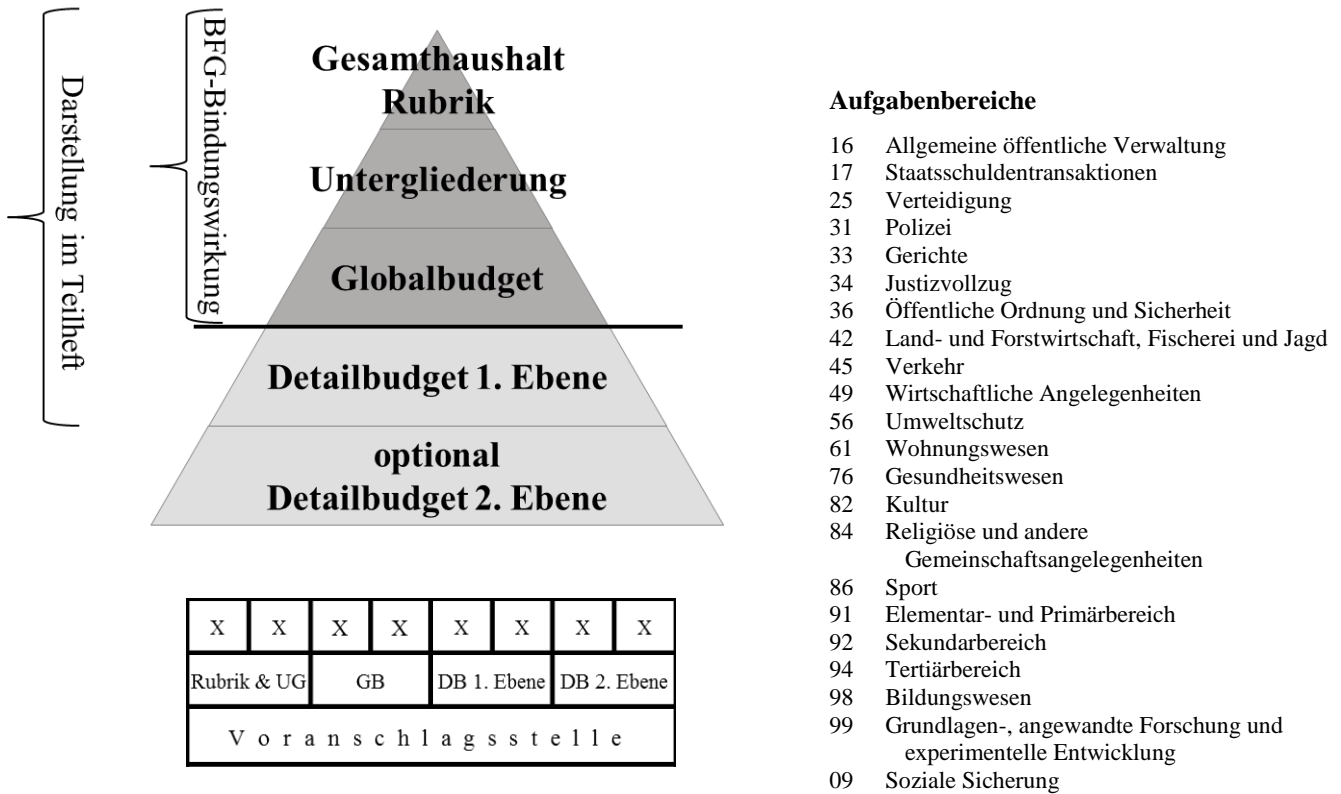 Darstellung im Teilheft
BFG-Bindungswirkung
Gesamthaushalt
Rubrik
Untergliederung
Globalbudget
Detailbudget 1. Ebene
optional
Detailbudget 2. Ebene
X X X X X X X X
Rubrik & UG GB DB 1. Ebene DB 2. Ebene
V o r a n s c h l a g s s t e l l e
Aufgabenbereiche
16 Allgemeine öffentliche Verwaltung
17 Staatsschuldentransaktionen
25 Verteidigung
31 Polizei
33 Gerichte
34 Justizvollzug
36 Öffentliche Ordnung und Sicherheit
42 Land- und Forstwirtschaft, Fischerei und Jagd
45 Verkehr
49 Wirtschaftliche Angelegenheiten
56 Umweltschutz
61 Wohnungswesen
76 Gesundheitswesen
82 Kultur
84 Religiöse und andere
Gemeinschaftsangelegenheiten
86 Sport
91 Elementar- und Primärbereich
92 Sekundarbereich
94 Tertiärbereich
98 Bildungswesen
99 Grundlagen-, angewandte Forschung und
experimentelle Entwicklung
09 Soziale Sicherung